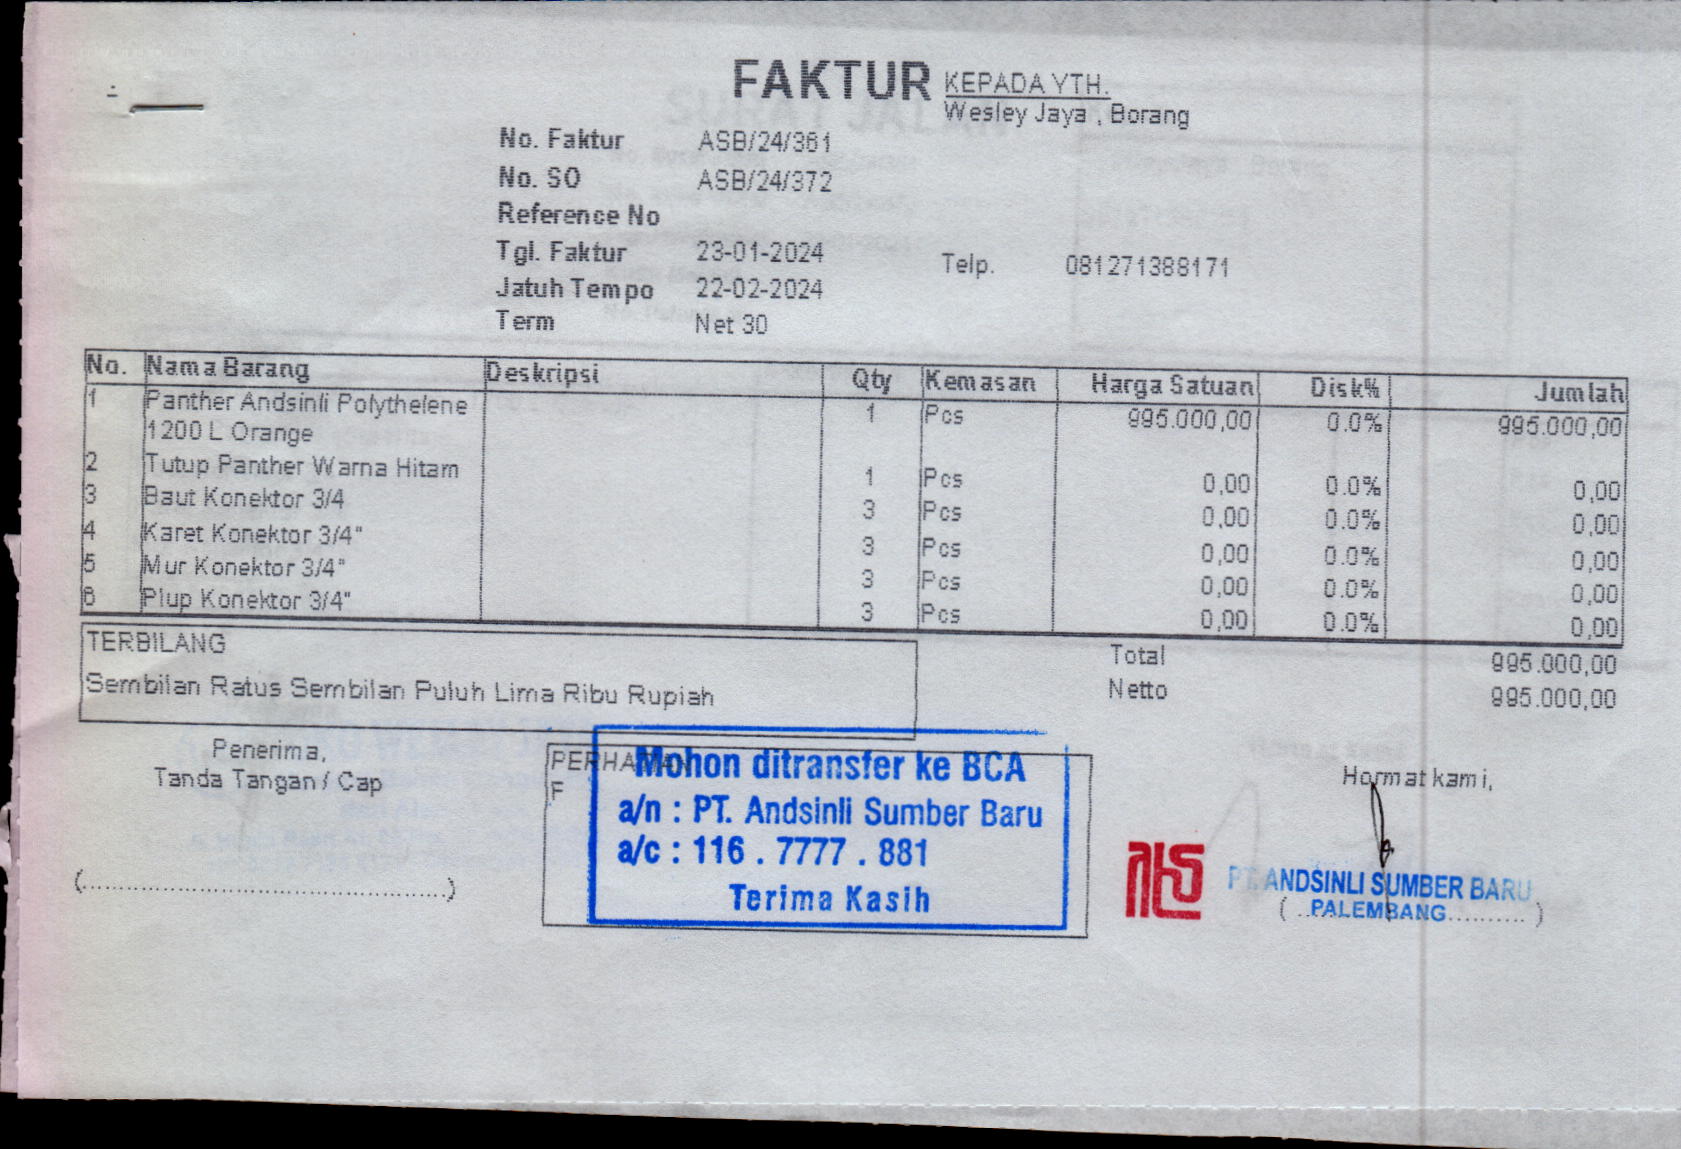 FAKTUR
KEPADA YTH.
Wesley Jaya , Borang
No. Faktur ASB/24/361
No. SO ASB/24/372
Reference No
Tgl. Faktur 23-01-2024
Telp. 081271388171
Jatuh Tempo 22-02-2024
Term Net 30
No. Nama Barang Deskripsi Qty Kemasan Harga Satuan Disk% Jumlah
1 Panther Andsinli Polythelene 1 Pcs 995.000,00 0.0% 995.000,00
1200 L Orange
2 Tutup Panther Warna Hitam 1 Pcs 0,00 0.0% 0,00
3 Baut Konektor 3/4 3 Pcs 0,00 0.0% 0,00
4 Karet Konektor 3/4" 3 Pcs 0,00 0.0% 0,00
5 Mur Konektor 3/4" 3 Pcs 0,00 0.0% 0,00
6 Plup Konektor 3/4" 3 Pcs 0,00 0.0% 0,00
TERBILANG
Sembilan Ratus Sembilan Puluh Lima Ribu Rupiah
Total 995.000,00
Netto 995.000,00
Penerima,
Tanda Tangan / Cap
(............................................)
PERHATIAN
F
Mohon ditransfer ke BCA
a/n : PT. Andsinli Sumber Baru
a/c : 116 . 7777 . 881
Terima Kasih
Hormat kami,
PT. ANDSINLI SUMBER BARU
( ..PALEMBANG.......... )